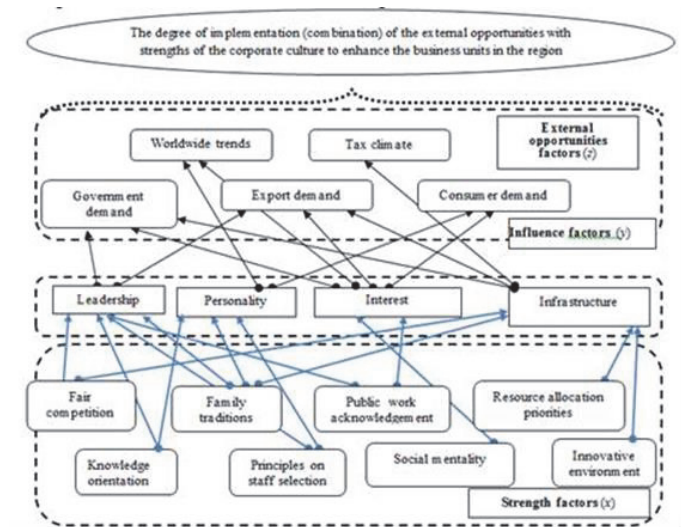 The degree of implementation (combination) of the external opportunities with
strengths of the corporate culture to enhance the business units in the region
Worldwide trends
Tax climate
External
opportunities
factors (z)
Government
demand
Export demand
Consumer demand
Influence factors (y)
Leadership
Personality
Interest
Infrastructure
Fair
competition
Family
traditions
Public work
acknowledgement
Resource allocation
priorities
Knowledge
orientation
Principles on
staff selection
Social mentality
Innovative
environment
Strength factors (x)